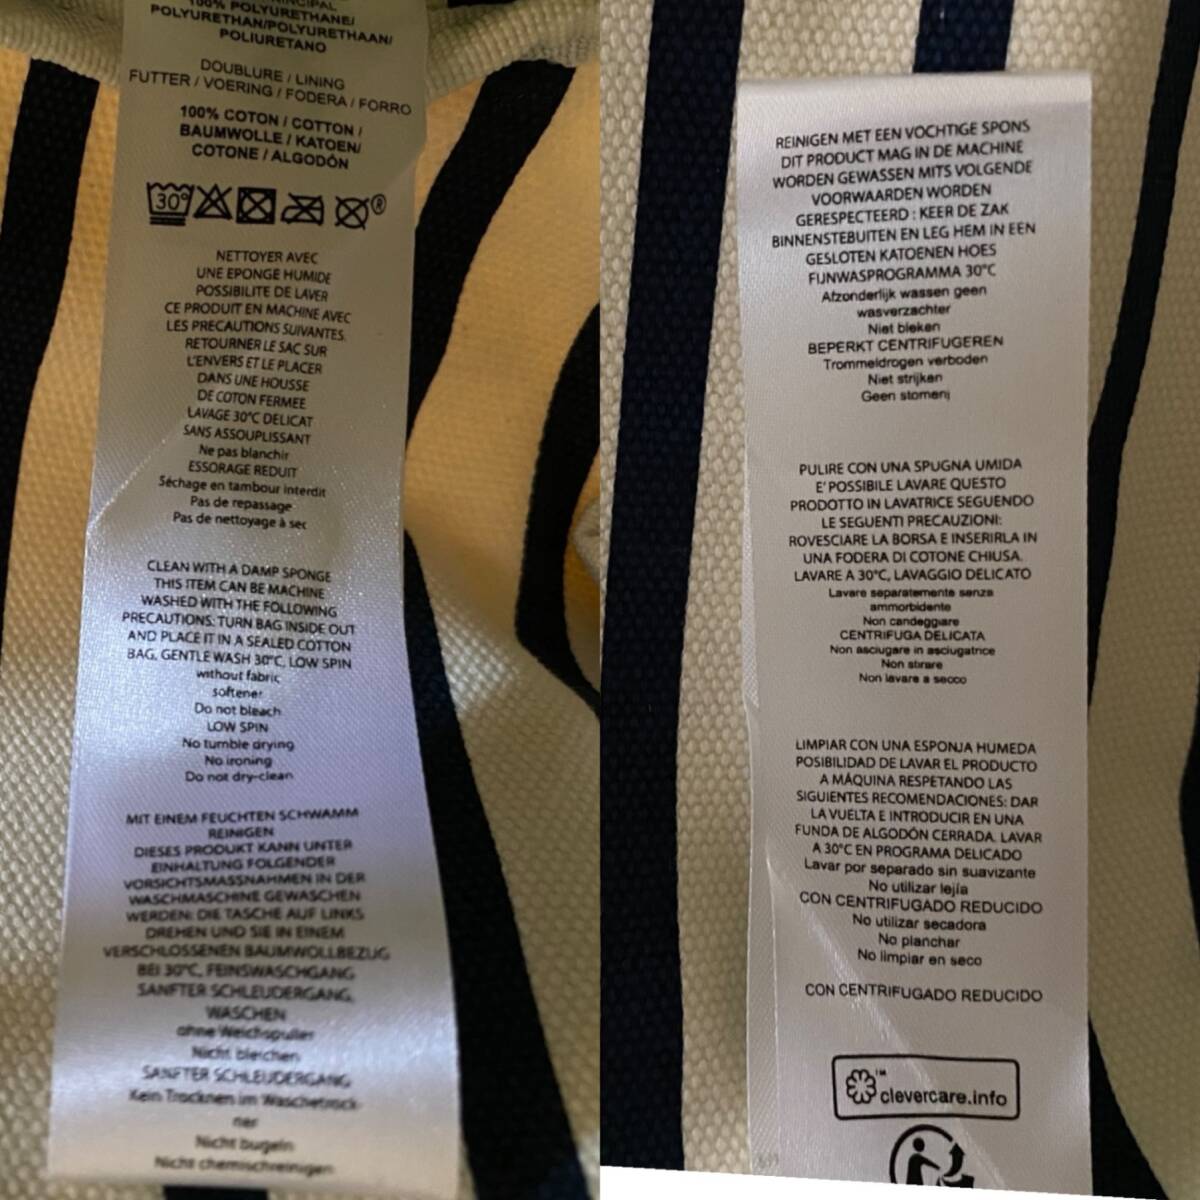 100% POLYURETHANE/
POLYURETHAN/POLYURETHAAN/
POLIURETANO
DOUBLURE / LINING
FUTTER / VOERING / FODERA / FORRO
100% COTON / COTTON /
BAUMWOLLE / KATOEN/
COTONE / ALGODÓN
30°
®
NETTOYER AVEC
UNE EPONGE HUMIDE
POSSIBILITE DE LAVER
CE PRODUIT EN MACHINE AVEC
LES PRECAUTIONS SUIVANTES.
RETOURNER LE SAC SUR
L'ENVERS ET LE PLACER
DANS UNE HOUSSE
DE COTON FERMEE
LAVAGE 30°C DELICAT
SANS ASSOUPLISSANT
Ne pas blanchir
ESSORAGE REDUIT
Séchage en tambour interdit
Pas de repassage
Pas de nettoyage à sec
CLEAN WITH A DAMP SPONGE
THIS ITEM CAN BE MACHINE
WASHED WITH THE FOLLOWING
PRECAUTIONS: TURN BAG INSIDE OUT
AND PLACE IT IN A SEALED COTTON
BAG, GENTLE WASH 30°C, LOW SPIN
without fabric
softener
Do not bleach
LOW SPIN
No tumble drying
No ironing
Do not dry-clean
MIT EINEM FEUCHTEN SCHWAMM
REINIGEN
DIESES PRODUKT KANN UNTER
EINHALTUNG FOLGENDER
VORSICHTSMASSNAHMEN IN DER
WASCHMASCHINE GEWASCHEN
WERDEN: DIE TASCHE AUF LINKS
DREHEN UND SIE IN EINEM
VERSCHLOSSENEN BAUMWOLLBEZUG
BEI 30°C, FEINSWASCHGANG
SANFTER SCHLEUDERGANG,
WASCHEN
ohne Weichspuller
Nicht bleichen
SANFTER SCHLEUDERGANG
Kein Trocknen im Waschetrock-
ner
Nicht bugeln
Nicht chemischreinigen
REINIGEN MET EEN VOCHTIGE SPONS
DIT PRODUCT MAG IN DE MACHINE
WORDEN GEWASSEN MITS VOLGENDE
VOORWAARDEN WORDEN
GERESPECTEERD : KEER DE ZAK
BINNENSTEBUITEN EN LEG HEM IN EEN
GESLOTEN KATOENEN HOES
FIJNWASPROGRAMMA 30°C
Afzonderlijk wassen geen
wasverzachter
Niet bleken
BEPERKT CENTRIFUGEREN
Trommeldrogen verboden
Niet strijken
Geen stomerij
PULIRE CON UNA SPUGNA UMIDA
E' POSSIBILE LAVARE QUESTO
PRODOTTO IN LAVATRICE SEGUENDO
LE SEGUENTI PRECAUZIONI:
ROVESCIARE LA BORSA E INSERIRLA IN
UNA FODERA DI COTONE CHIUSA.
LAVARE A 30°C, LAVAGGIO DELICATO
Lavare separatamente senza
ammorbidente
Non candeggiare
CENTRIFUGA DELICATA
Non asciugare in asciugatrice
Non stirare
Non lavare a secco
LIMPIAR CON UNA ESPONJA HUMEDA
POSIBILIDAD DE LAVAR EL PRODUCTO
A MÁQUINA RESPETANDO LAS
SIGUIENTES RECOMENDACIONES: DAR
LA VUELTA E INTRODUCIR EN UNA
FUNDA DE ALGODÓN CERRADA. LAVAR
A 30°C EN PROGRAMA DELICADO
Lavar por separado sin suavizante
No utilizar lejía
CON CENTRIFUGADO REDUCIDO
No utilizar secadora
No planchar
No limpiar en seco
CON CENTRIFUGADO REDUCIDO
™
clevercare.info